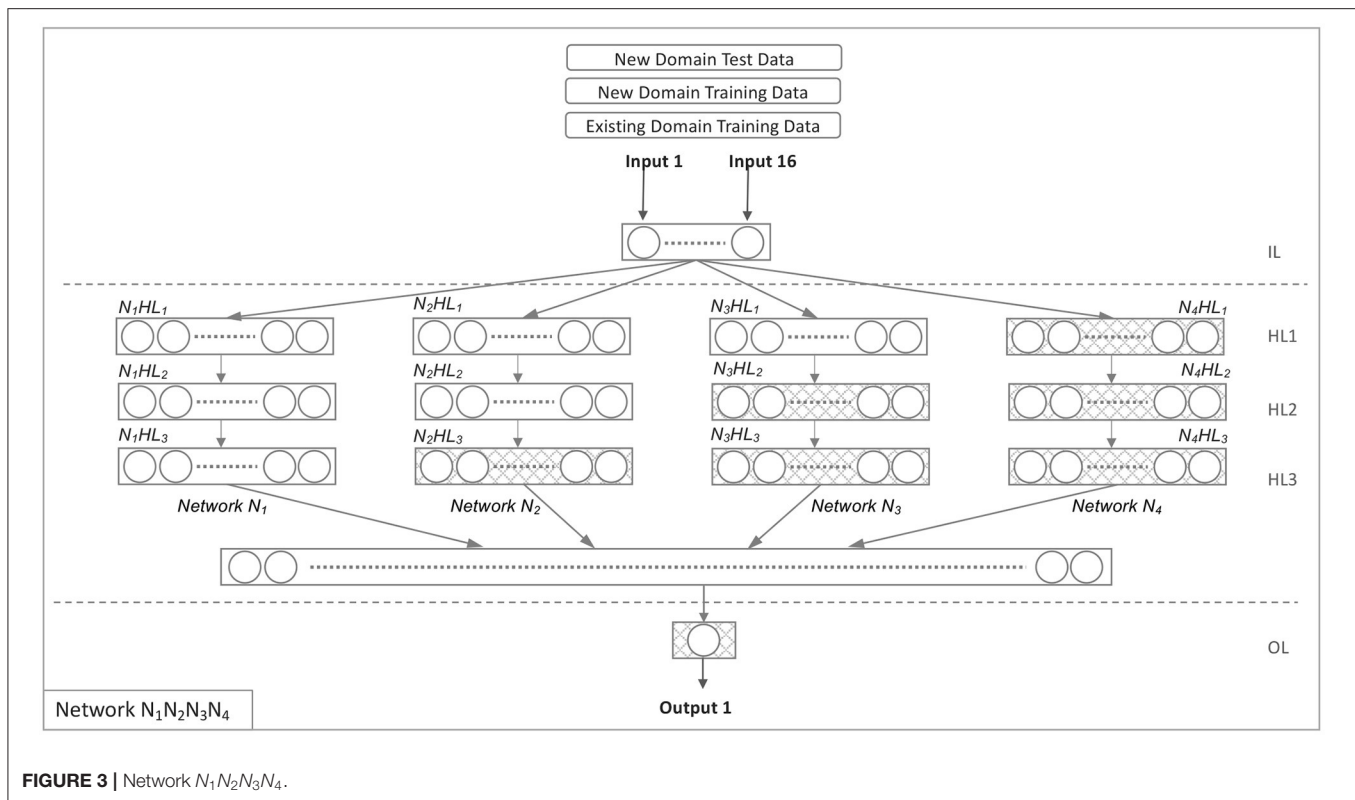 New Domain Test Data
New Domain Training Data
Existing Domain Training Data
Input 1 Input 16
IL
N₁HL₁ N₂HL₁ N₃HL₁ N₄HL₁
HL1
N₁HL₂ N₂HL₂ N₃HL₂ N₄HL₂
HL2
N₁HL₃ N₂HL₃ N₃HL₃ N₄HL₃
HL3
Network N₁ Network N₂ Network N₃ Network N₄
OL
Output 1
Network N₁N₂N₃N₄
FIGURE 3 | Network N₁N₂N₃N₄.